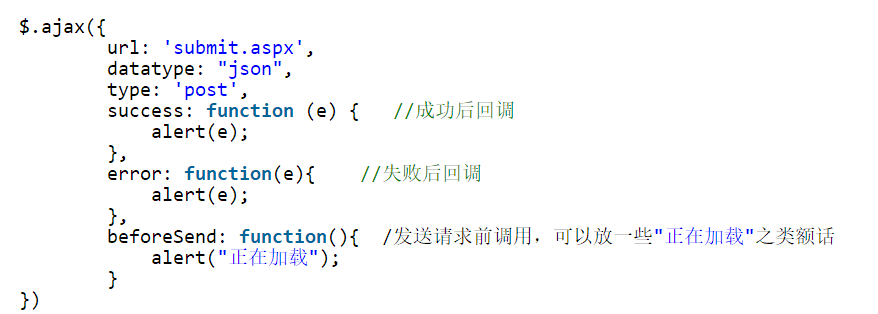 $.ajax({
        url: 'submit.aspx',
        datatype: "json",
        type: 'post',
        success: function (e) {   //成功后回调
            alert(e);
        },
        error: function(e){    //失败后回调
            alert(e);
        },
        beforeSend: function(){  /发送请求前调用，可以放一些"正在加载"之类额话
            alert("正在加载");
        }
})